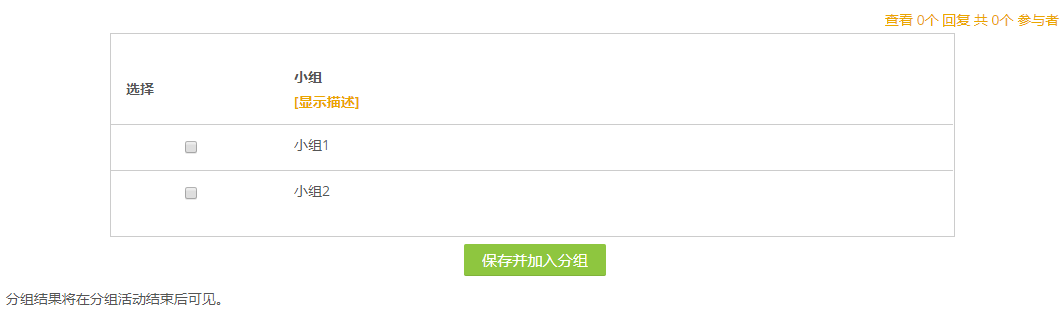 查看 0个 回复 共 0个 参与者
选择
小组
[显示描述]
小组1
小组2
保存并加入分组
分组结果将在分组活动结束后可见。